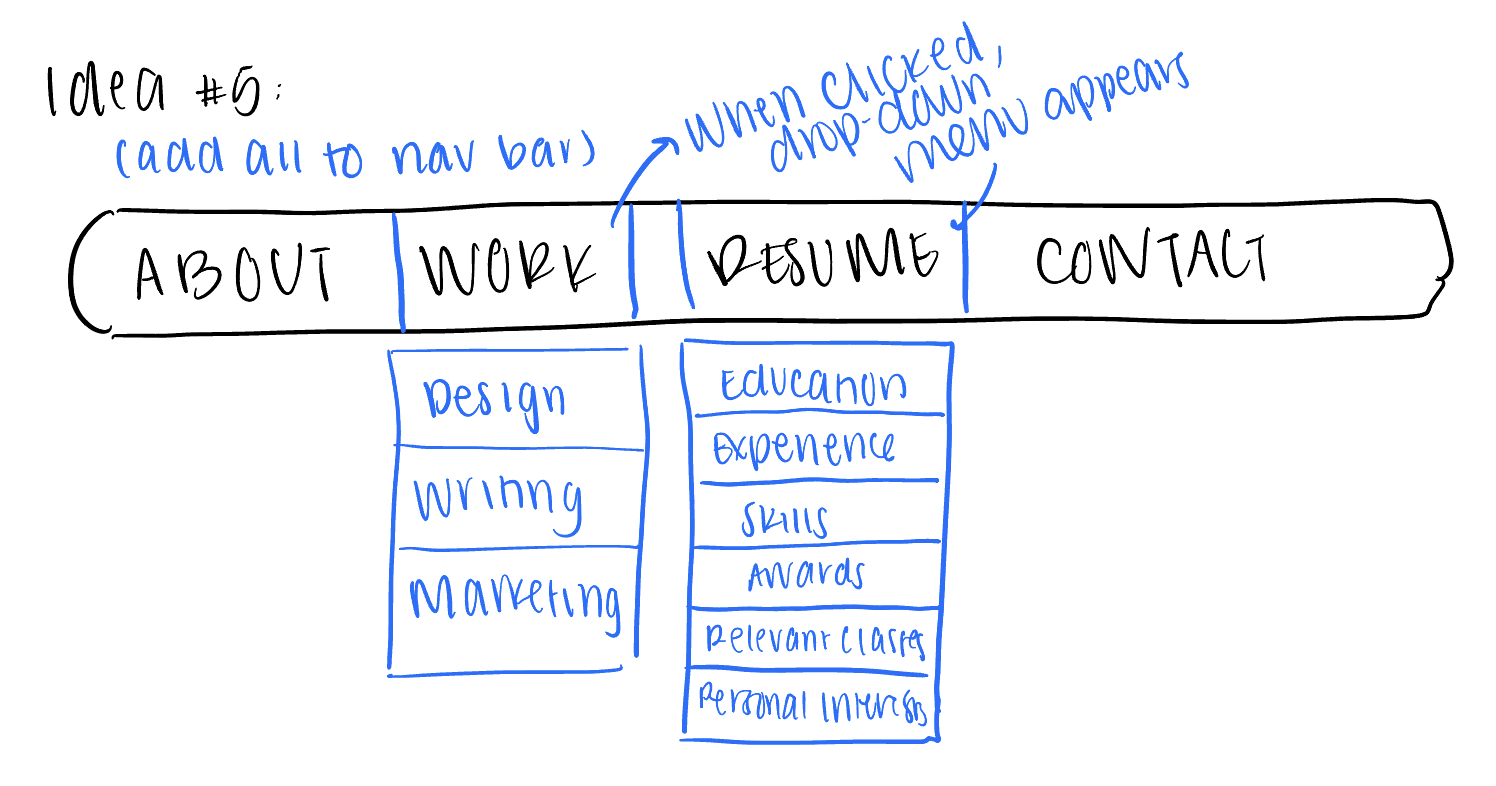 Idea #5:
(add all to nav bar)
When clicked,
drop-down
menu appears
ABOUT WORK RESUME CONTACT
Design
Writing
Marketing
Education
Experience
Skills
Awards
Relevant Classes
Personal Interests